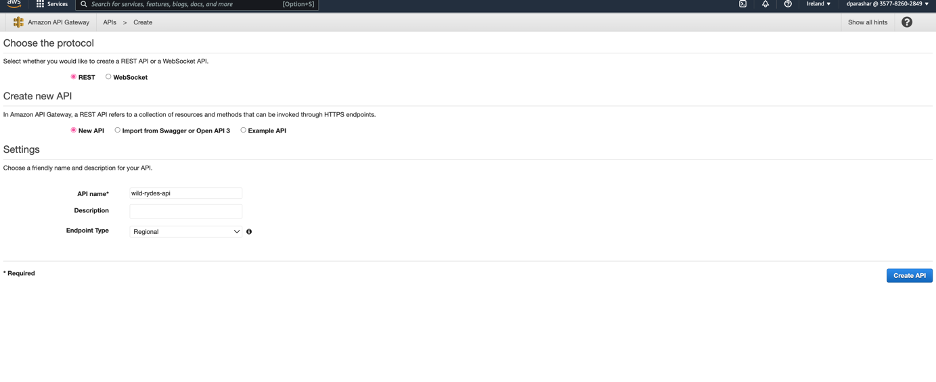 aws Services Search for services, features, blogs, docs, and more [Option+S] Ireland dparashar @ 3577-8260-2849
Amazon API Gateway APIs > Create Show all hints ?
Choose the protocol
Select whether you would like to create a REST API or a WebSocket API.
REST WebSocket
Create new API
In Amazon API Gateway, a REST API refers to a collection of resources and methods that can be invoked through HTTPS endpoints.
New API Import from Swagger or Open API 3 Example API
Settings
Choose a friendly name and description for your API.
API name* wild-rydes-api
Description
Endpoint Type Regional
* Required Create API